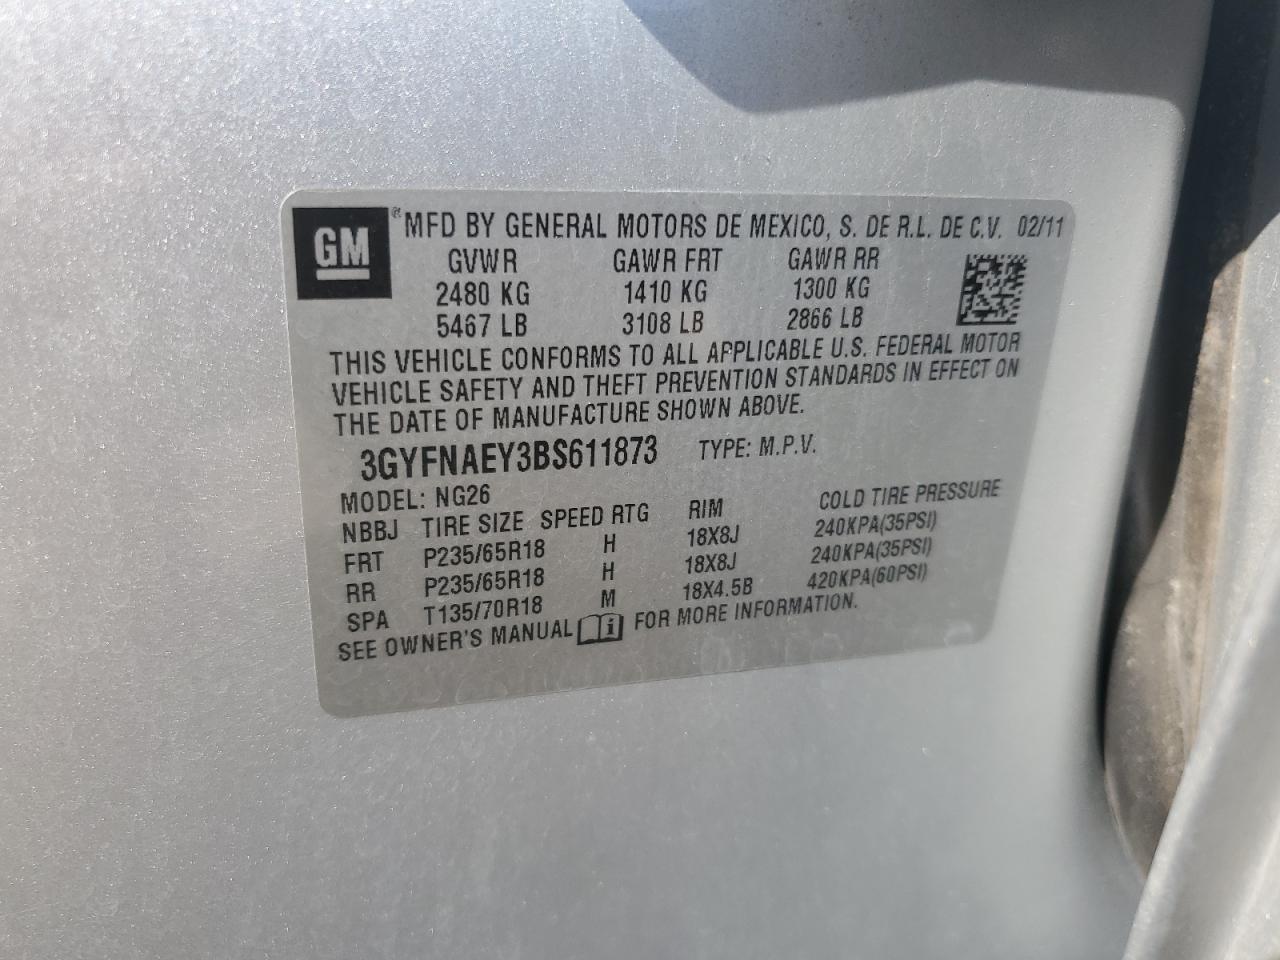 GM ® MFD BY GENERAL MOTORS DE MEXICO, S. DE R.L. DE C.V. 02/11
GVWR GAWR FRT GAWR RR
2480 KG 1410 KG 1300 KG
5467 LB 3108 LB 2866 LB
THIS VEHICLE CONFORMS TO ALL APPLICABLE U.S. FEDERAL MOTOR
VEHICLE SAFETY AND THEFT PREVENTION STANDARDS IN EFFECT ON
THE DATE OF MANUFACTURE SHOWN ABOVE.
3GYFNAEY3BS611873 TYPE: M.P.V.
MODEL: NG26
NBBJ TIRE SIZE SPEED RTG RIM COLD TIRE PRESSURE
FRT P235/65R18 H 18X8J 240KPA(35PSI)
RR P235/65R18 H 18X8J 240KPA(35PSI)
SPA T135/70R18 M 18X4.5B 420KPA(60PSI)
SEE OWNER'S MANUAL i FOR MORE INFORMATION.